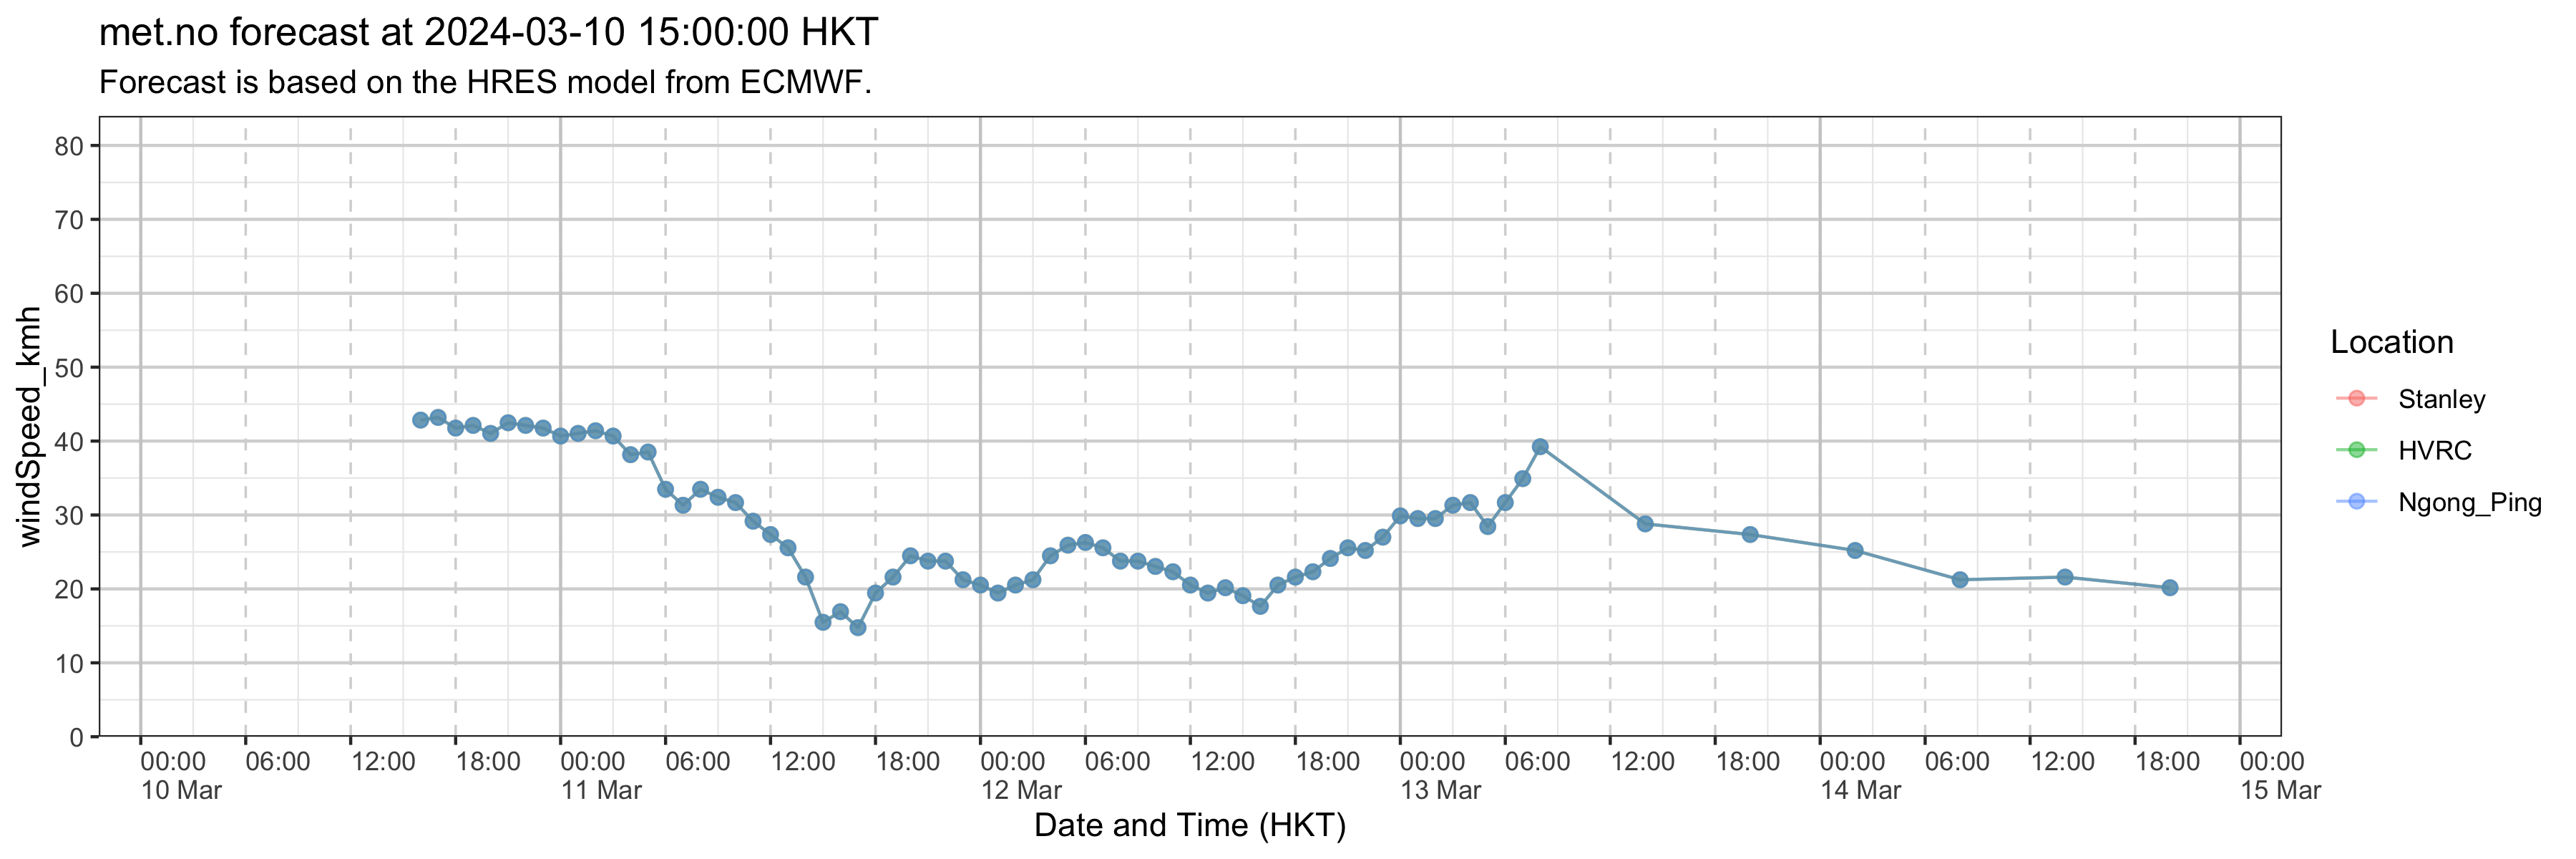 met.no forecast at 2024-03-10 15:00:00 HKT
Forecast is based on the HRES model from ECMWF.
windSpeed_kmh
80
70
60
50
40
30
20
10
0
00:00 06:00 12:00 18:00 00:00 06:00 12:00 18:00 00:00 06:00 12:00 18:00 00:00 06:00 12:00 18:00 00:00 06:00 12:00 18:00 00:00
10 Mar 11 Mar 12 Mar 13 Mar 14 Mar 15 Mar
Date and Time (HKT)
Location
Stanley
HVRC
Ngong_Ping